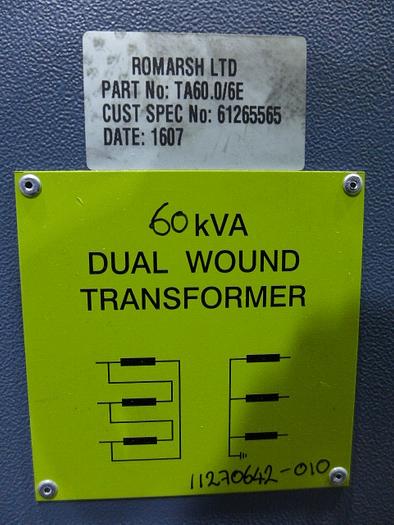 ROMARSH LTD
PART No: TA60.0/6E
CUST SPEC No: 61265565
DATE: 1607
60 kVA
DUAL WOUND
TRANSFORMER
11270642-010